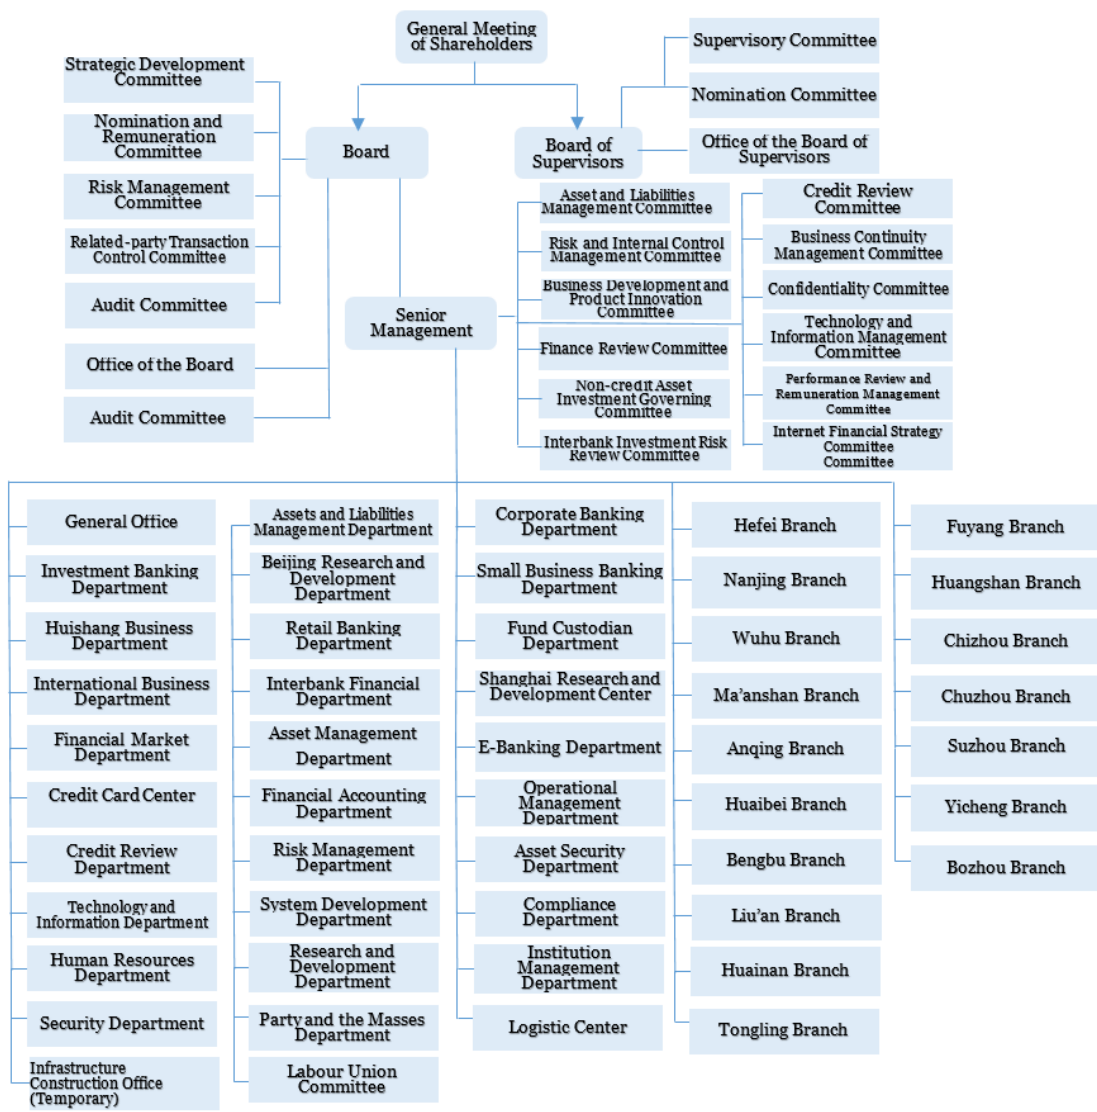 General Meeting
of Shareholders
Supervisory Committee
Nomination Committee
Office of the Board of
Supervisors
Strategic Development
Committee
Nomination and
Remuneration
Committee
Risk Management
Committee
Related-party Transaction
Control Committee
Audit Committee
Office of the Board
Audit Committee
Board
Board of
Supervisors
Senior
Management
Asset and Liabilities
Management Committee
Risk and Internal Control
Management Committee
Business Development and
Product Innovation
Committee
Finance Review Committee
Non-credit Asset
Investment Governing
Committee
Interbank Investment Risk
Review Committee
Credit Review
Committee
Business Continuity
Management Committee
Confidentiality Committee
Technology and
Information Management
Committee
Performance Review and
Remuneration Management
Committee
Internet Financial Strategy
Committee
Committee
General Office
Investment Banking
Department
Huishang Business
Department
International Business
Department
Financial Market
Department
Credit Card Center
Credit Review
Department
Technology and
Information Department
Human Resources
Department
Security Department
Infrastructure
Construction Office
(Temporary)
Assets and Liabilities
Management Department
Beijing Research and
Development
Department
Retail Banking
Department
Interbank Financial
Department
Asset Management
Department
Financial Accounting
Department
Risk Management
Department
System Development
Department
Research and
Development
Department
Party and the Masses
Department
Labour Union
Committee
Corporate Banking
Department
Small Business Banking
Department
Fund Custodian
Department
Shanghai Research and
Development Center
E-Banking Department
Operational
Management
Department
Asset Security
Department
Compliance
Department
Institution
Management
Department
Logistic Center
Hefei Branch
Nanjing Branch
Wuhu Branch
Ma'anshan Branch
Anqing Branch
Huaibei Branch
Bengbu Branch
Liu'an Branch
Huainan Branch
Tongling Branch
Fuyang Branch
Huangshan Branch
Chizhou Branch
Chuzhou Branch
Suzhou Branch
Yicheng Branch
Bozhou Branch